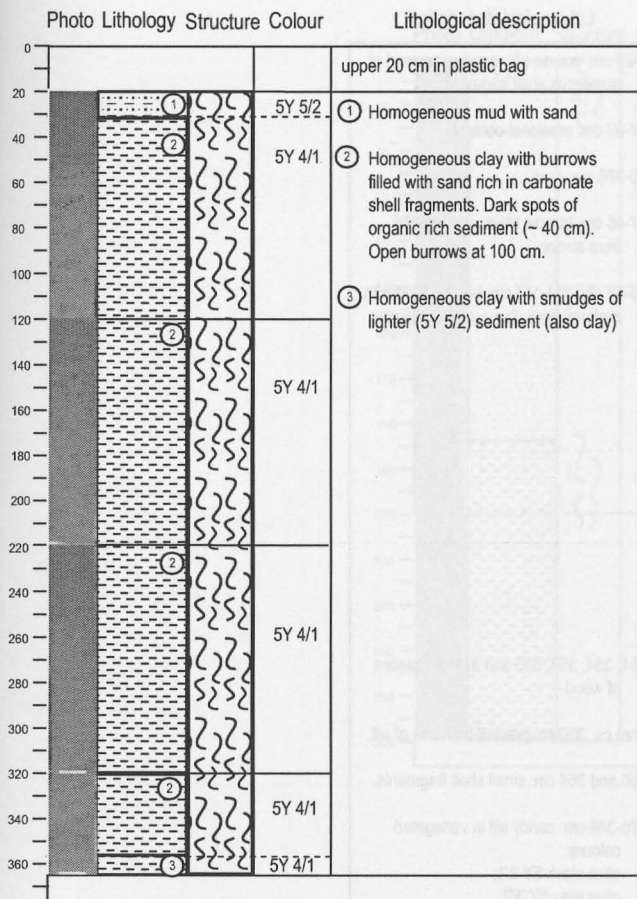 Photo Lithology Structure Colour Lithological description
0
upper 20 cm in plastic bag
20
1
5Y 5/2
1 Homogeneous mud with sand
40
2
5Y 4/1
2 Homogeneous clay with burrows
filled with sand rich in carbonate
shell fragments. Dark spots of
organic rich sediment (~ 40 cm).
Open burrows at 100 cm.
60
80
100
3 Homogeneous clay with smudges of
lighter (5Y 5/2) sediment (also clay)
120
2
140
5Y 4/1
160
180
200
220
2
240
260
5Y 4/1
280
300
320
2
340
5Y 4/1
360
3
5Y 4/1